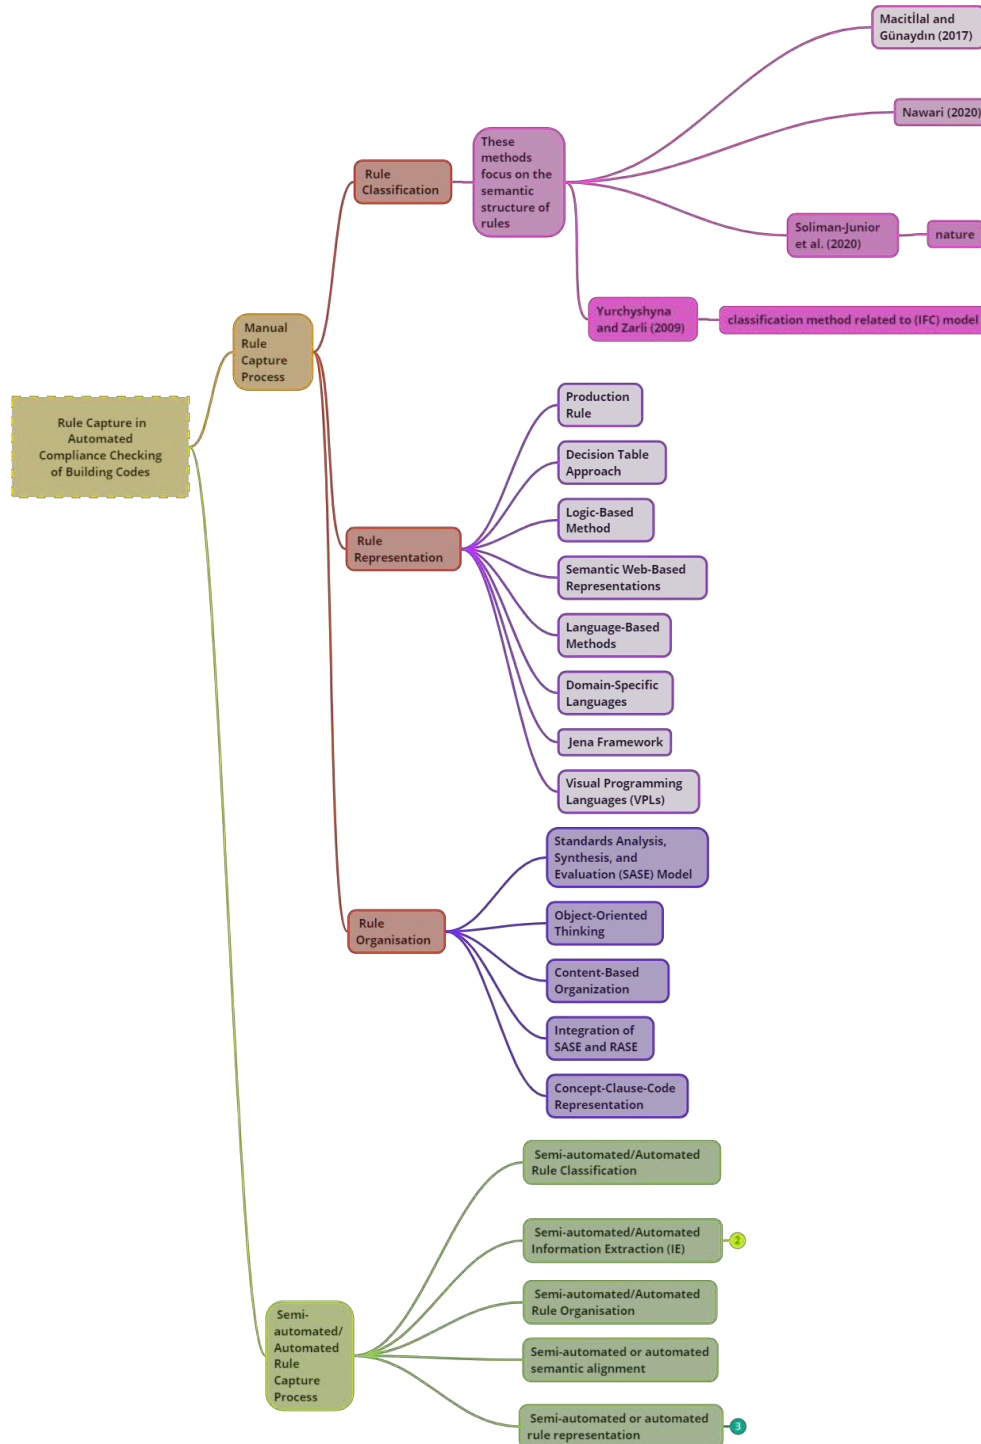 Macitİlal and
Günaydın (2017)
Nawari (2020)
These
methods
focus on the
semantic
structure of
rules
Rule
Classification
Soliman-Junior
et al. (2020)
nature
Yurchyshyna
and Zarli (2009)
classification method related to (IFC) model
Manual
Rule
Capture
Process
Rule Capture in
Automated
Compliance Checking
of Building Codes
Production
Rule
Decision Table
Approach
Logic-Based
Method
Rule
Representation
Semantic Web-Based
Representations
Language-Based
Methods
Domain-Specific
Languages
Jena Framework
Visual Programming
Languages (VPLs)
Standards Analysis,
Synthesis, and
Evaluation (SASE) Model
Rule
Organisation
Object-Oriented
Thinking
Content-Based
Organization
Integration of
SASE and RASE
Concept-Clause-Code
Representation
Semi-automated/Automated
Rule Classification
Semi-automated/Automated
Information Extraction (IE)
2
Semi-automated/Automated
Rule Organisation
Semi-
automated/
Automated
Rule
Capture
Process
Semi-automated or automated
semantic alignment
Semi-automated or automated
rule representation
3